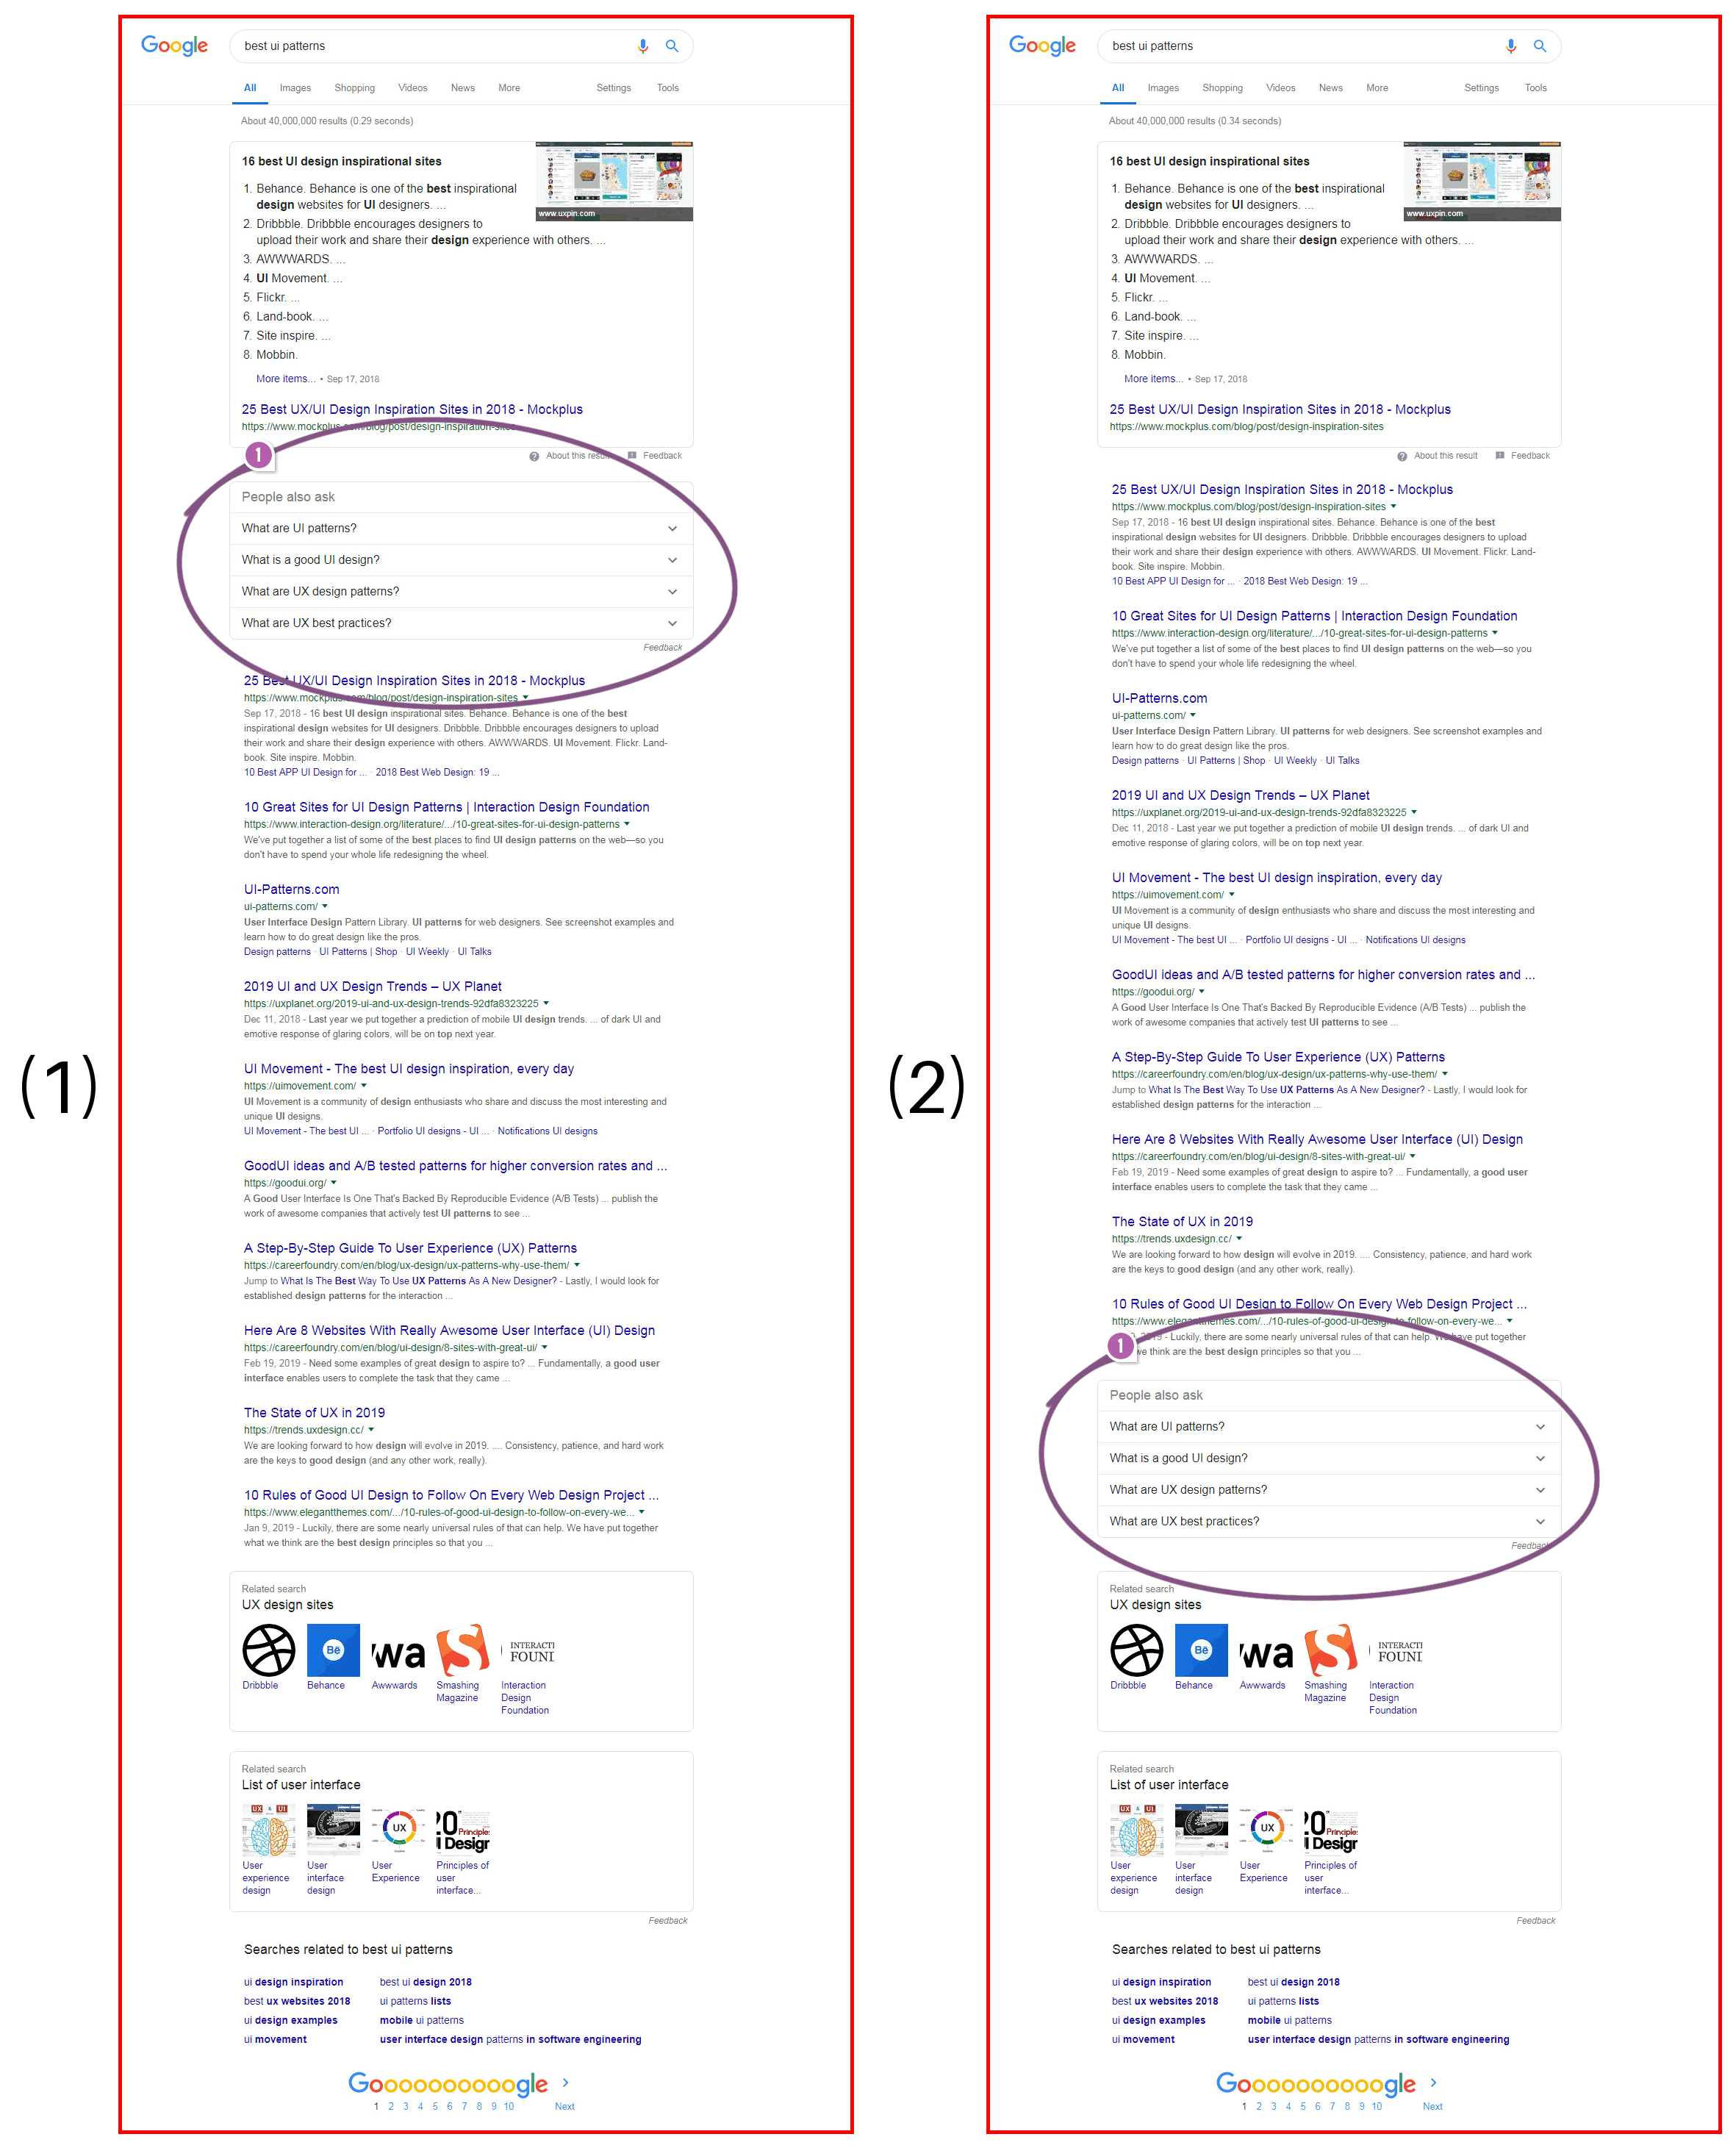 (1)
Google
best ui patterns
All Images Shopping Videos News More Settings Tools
About 40,000,000 results (0.29 seconds)
16 best UI design inspirational sites
1. Behance. Behance is one of the best inspirational
design websites for UI designers. ...
2. Dribbble. Dribbble encourages designers to
upload their work and share their design experience with others. ...
3. AWWWARDS. ...
4. UI Movement. ...
5. Flickr. ...
6. Land-book. ...
7. Site inspire. ...
8. Mobbin.
www.uxpin.com
More items... • Sep 17, 2018
25 Best UX/UI Design Inspiration Sites in 2018 - Mockplus
https://www.mockplus.com/blog/post/design-inspiration-sites
1
About this result Feedback
People also ask
What are UI patterns?
What is a good UI design?
What are UX design patterns?
What are UX best practices?
Feedback
25 Best UX/UI Design Inspiration Sites in 2018 - Mockplus
https://www.mockplus.com/blog/post/design-inspiration-sites
Sep 17, 2018 - 16 best UI design inspirational sites. Behance. Behance is one of the best
inspirational design websites for UI designers. Dribbble. Dribbble encourages designers to upload
their work and share their design experience with others. AWWWARDS. UI Movement. Flickr. Land-
book. Site inspire. Mobbin.
10 Best APP UI Design for ... · 2018 Best Web Design: 19 ...
10 Great Sites for UI Design Patterns | Interaction Design Foundation
https://www.interaction-design.org/literature/.../10-great-sites-for-ui-design-patterns
We've put together a list of some of the best places to find UI design patterns on the web—so you
don't have to spend your whole life redesigning the wheel.
UI-Patterns.com
ui-patterns.com/
User Interface Design Pattern Library. UI patterns for web designers. See screenshot examples and
learn how to do great design like the pros.
Design patterns · UI Patterns | Shop · UI Weekly · UI Talks
2019 UI and UX Design Trends – UX Planet
https://uxplanet.org/2019-ui-and-ux-design-trends-92dfa8323225
Dec 11, 2018 - Last year we put together a prediction of mobile UI design trends. ... of dark UI and
emotive response of glaring colors, will be on top next year.
UI Movement - The best UI design inspiration, every day
https://uimovement.com/
UI Movement is a community of design enthusiasts who share and discuss the most interesting and
unique UI designs.
UI Movement - The best UI ... · Portfolio UI designs - UI ... · Notifications UI designs
GoodUI ideas and A/B tested patterns for higher conversion rates and ...
https://goodui.org/
A Good User Interface Is One That's Backed By Reproducible Evidence (A/B Tests) ... publish the
work of awesome companies that actively test UI patterns to see ...
A Step-By-Step Guide To User Experience (UX) Patterns
https://careerfoundry.com/en/blog/ux-design/ux-patterns-why-use-them/
Jump to What Is The Best Way To Use UX Patterns As A New Designer? - Lastly, I would look for
established design patterns for the interaction ...
Here Are 8 Websites With Really Awesome User Interface (UI) Design
https://careerfoundry.com/en/blog/ui-design/8-sites-with-great-ui/
Feb 19, 2019 - Need some examples of great design to aspire to? ... Fundamentally, a good user
interface enables users to complete the task that they came ...
The State of UX in 2019
https://trends.uxdesign.cc/
We are looking forward to how design will evolve in 2019. .... Consistency, patience, and hard work
are the keys to good design (and any other work, really).
10 Rules of Good UI Design to Follow On Every Web Design Project ...
https://www.elegantthemes.com/.../10-rules-of-good-ui-design-to-follow-on-every-we...
Jan 9, 2019 - Luckily, there are some nearly universal rules of that can help. We have put together
what we think are the best design principles so that you ...
Related search
UX design sites
Bē wa S INTERACTI
FOUNI
Dribbble Behance Awwwards Smashing
Magazine Interaction
Design
Foundation
Related search
List of user interface
UX & UI UX 20 Principle
UI Design
User
experience
design User
interface
design User
Experience Principles of
user
interface...
Feedback
Searches related to best ui patterns
ui design inspiration best ui design 2018
best ux websites 2018 ui patterns lists
ui design examples mobile ui patterns
ui movement user interface design patterns in software engineering
Goooooooooogle
1 2 3 4 5 6 7 8 9 10 Next
(2)
Google
best ui patterns
All Images Shopping Videos News More Settings Tools
About 40,000,000 results (0.34 seconds)
16 best UI design inspirational sites
1. Behance. Behance is one of the best inspirational
design websites for UI designers. ...
2. Dribbble. Dribbble encourages designers to
upload their work and share their design experience with others. ...
3. AWWWARDS. ...
4. UI Movement. ...
5. Flickr. ...
6. Land-book. ...
7. Site inspire. ...
8. Mobbin.
www.uxpin.com
More items... • Sep 17, 2018
25 Best UX/UI Design Inspiration Sites in 2018 - Mockplus
https://www.mockplus.com/blog/post/design-inspiration-sites
About this result Feedback
25 Best UX/UI Design Inspiration Sites in 2018 - Mockplus
https://www.mockplus.com/blog/post/design-inspiration-sites
Sep 17, 2018 - 16 best UI design inspirational sites. Behance. Behance is one of the best
inspirational design websites for UI designers. Dribbble. Dribbble encourages designers to upload
their work and share their design experience with others. AWWWARDS. UI Movement. Flickr. Land-
book. Site inspire. Mobbin.
10 Best APP UI Design for ... · 2018 Best Web Design: 19 ...
10 Great Sites for UI Design Patterns | Interaction Design Foundation
https://www.interaction-design.org/literature/.../10-great-sites-for-ui-design-patterns
We've put together a list of some of the best places to find UI design patterns on the web—so you
don't have to spend your whole life redesigning the wheel.
UI-Patterns.com
ui-patterns.com/
User Interface Design Pattern Library. UI patterns for web designers. See screenshot examples and
learn how to do great design like the pros.
Design patterns · UI Patterns | Shop · UI Weekly · UI Talks
2019 UI and UX Design Trends – UX Planet
https://uxplanet.org/2019-ui-and-ux-design-trends-92dfa8323225
Dec 11, 2018 - Last year we put together a prediction of mobile UI design trends. ... of dark UI and
emotive response of glaring colors, will be on top next year.
UI Movement - The best UI design inspiration, every day
https://uimovement.com/
UI Movement is a community of design enthusiasts who share and discuss the most interesting and
unique UI designs.
UI Movement - The best UI ... · Portfolio UI designs - UI ... · Notifications UI designs
GoodUI ideas and A/B tested patterns for higher conversion rates and ...
https://goodui.org/
A Good User Interface Is One That's Backed By Reproducible Evidence (A/B Tests) ... publish the
work of awesome companies that actively test UI patterns to see ...
A Step-By-Step Guide To User Experience (UX) Patterns
https://careerfoundry.com/en/blog/ux-design/ux-patterns-why-use-them/
Jump to What Is The Best Way To Use UX Patterns As A New Designer? - Lastly, I would look for
established design patterns for the interaction ...
Here Are 8 Websites With Really Awesome User Interface (UI) Design
https://careerfoundry.com/en/blog/ui-design/8-sites-with-great-ui/
Feb 19, 2019 - Need some examples of great design to aspire to? ... Fundamentally, a good user
interface enables users to complete the task that they came ...
The State of UX in 2019
https://trends.uxdesign.cc/
We are looking forward to how design will evolve in 2019. .... Consistency, patience, and hard work
are the keys to good design (and any other work, really).
10 Rules of Good UI Design to Follow On Every Web Design Project ...
https://www.elegantthemes.com/.../10-rules-of-good-ui-design-to-follow-on-every-we...
2019 - Luckily, there are some nearly universal rules of that can help. We have put together
1 we think are the best design principles so that you ...
People also ask
What are UI patterns?
What is a good UI design?
What are UX design patterns?
What are UX best practices?
Feedback
Related search
UX design sites
Bē wa S INTERACTI
FOUNI
Dribbble Behance Awwwards Smashing
Magazine Interaction
Design
Foundation
Related search
List of user interface
UX & UI UX 20 Principle
UI Design
User
experience
design User
interface
design User
Experience Principles of
user
interface...
Feedback
Searches related to best ui patterns
ui design inspiration best ui design 2018
best ux websites 2018 ui patterns lists
ui design examples mobile ui patterns
ui movement user interface design patterns in software engineering
Goooooooooogle
1 2 3 4 5 6 7 8 9 10 Next